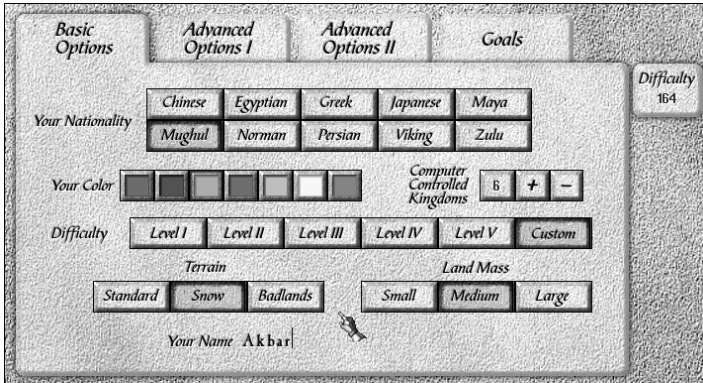 Basic Options
Advanced Options I
Advanced Options II
Goals
Difficulty
164
Your Nationality
Chinese Egyptian Greek Japanese Maya
Mughul Norman Persian Viking Zulu
Your Color
Computer Controlled Kingdoms 6 + -
Difficulty Level I Level II Level III Level IV Level V Custom
Terrain Land Mass
Standard Snow Badlands Small Medium Large
Your Name Akbar